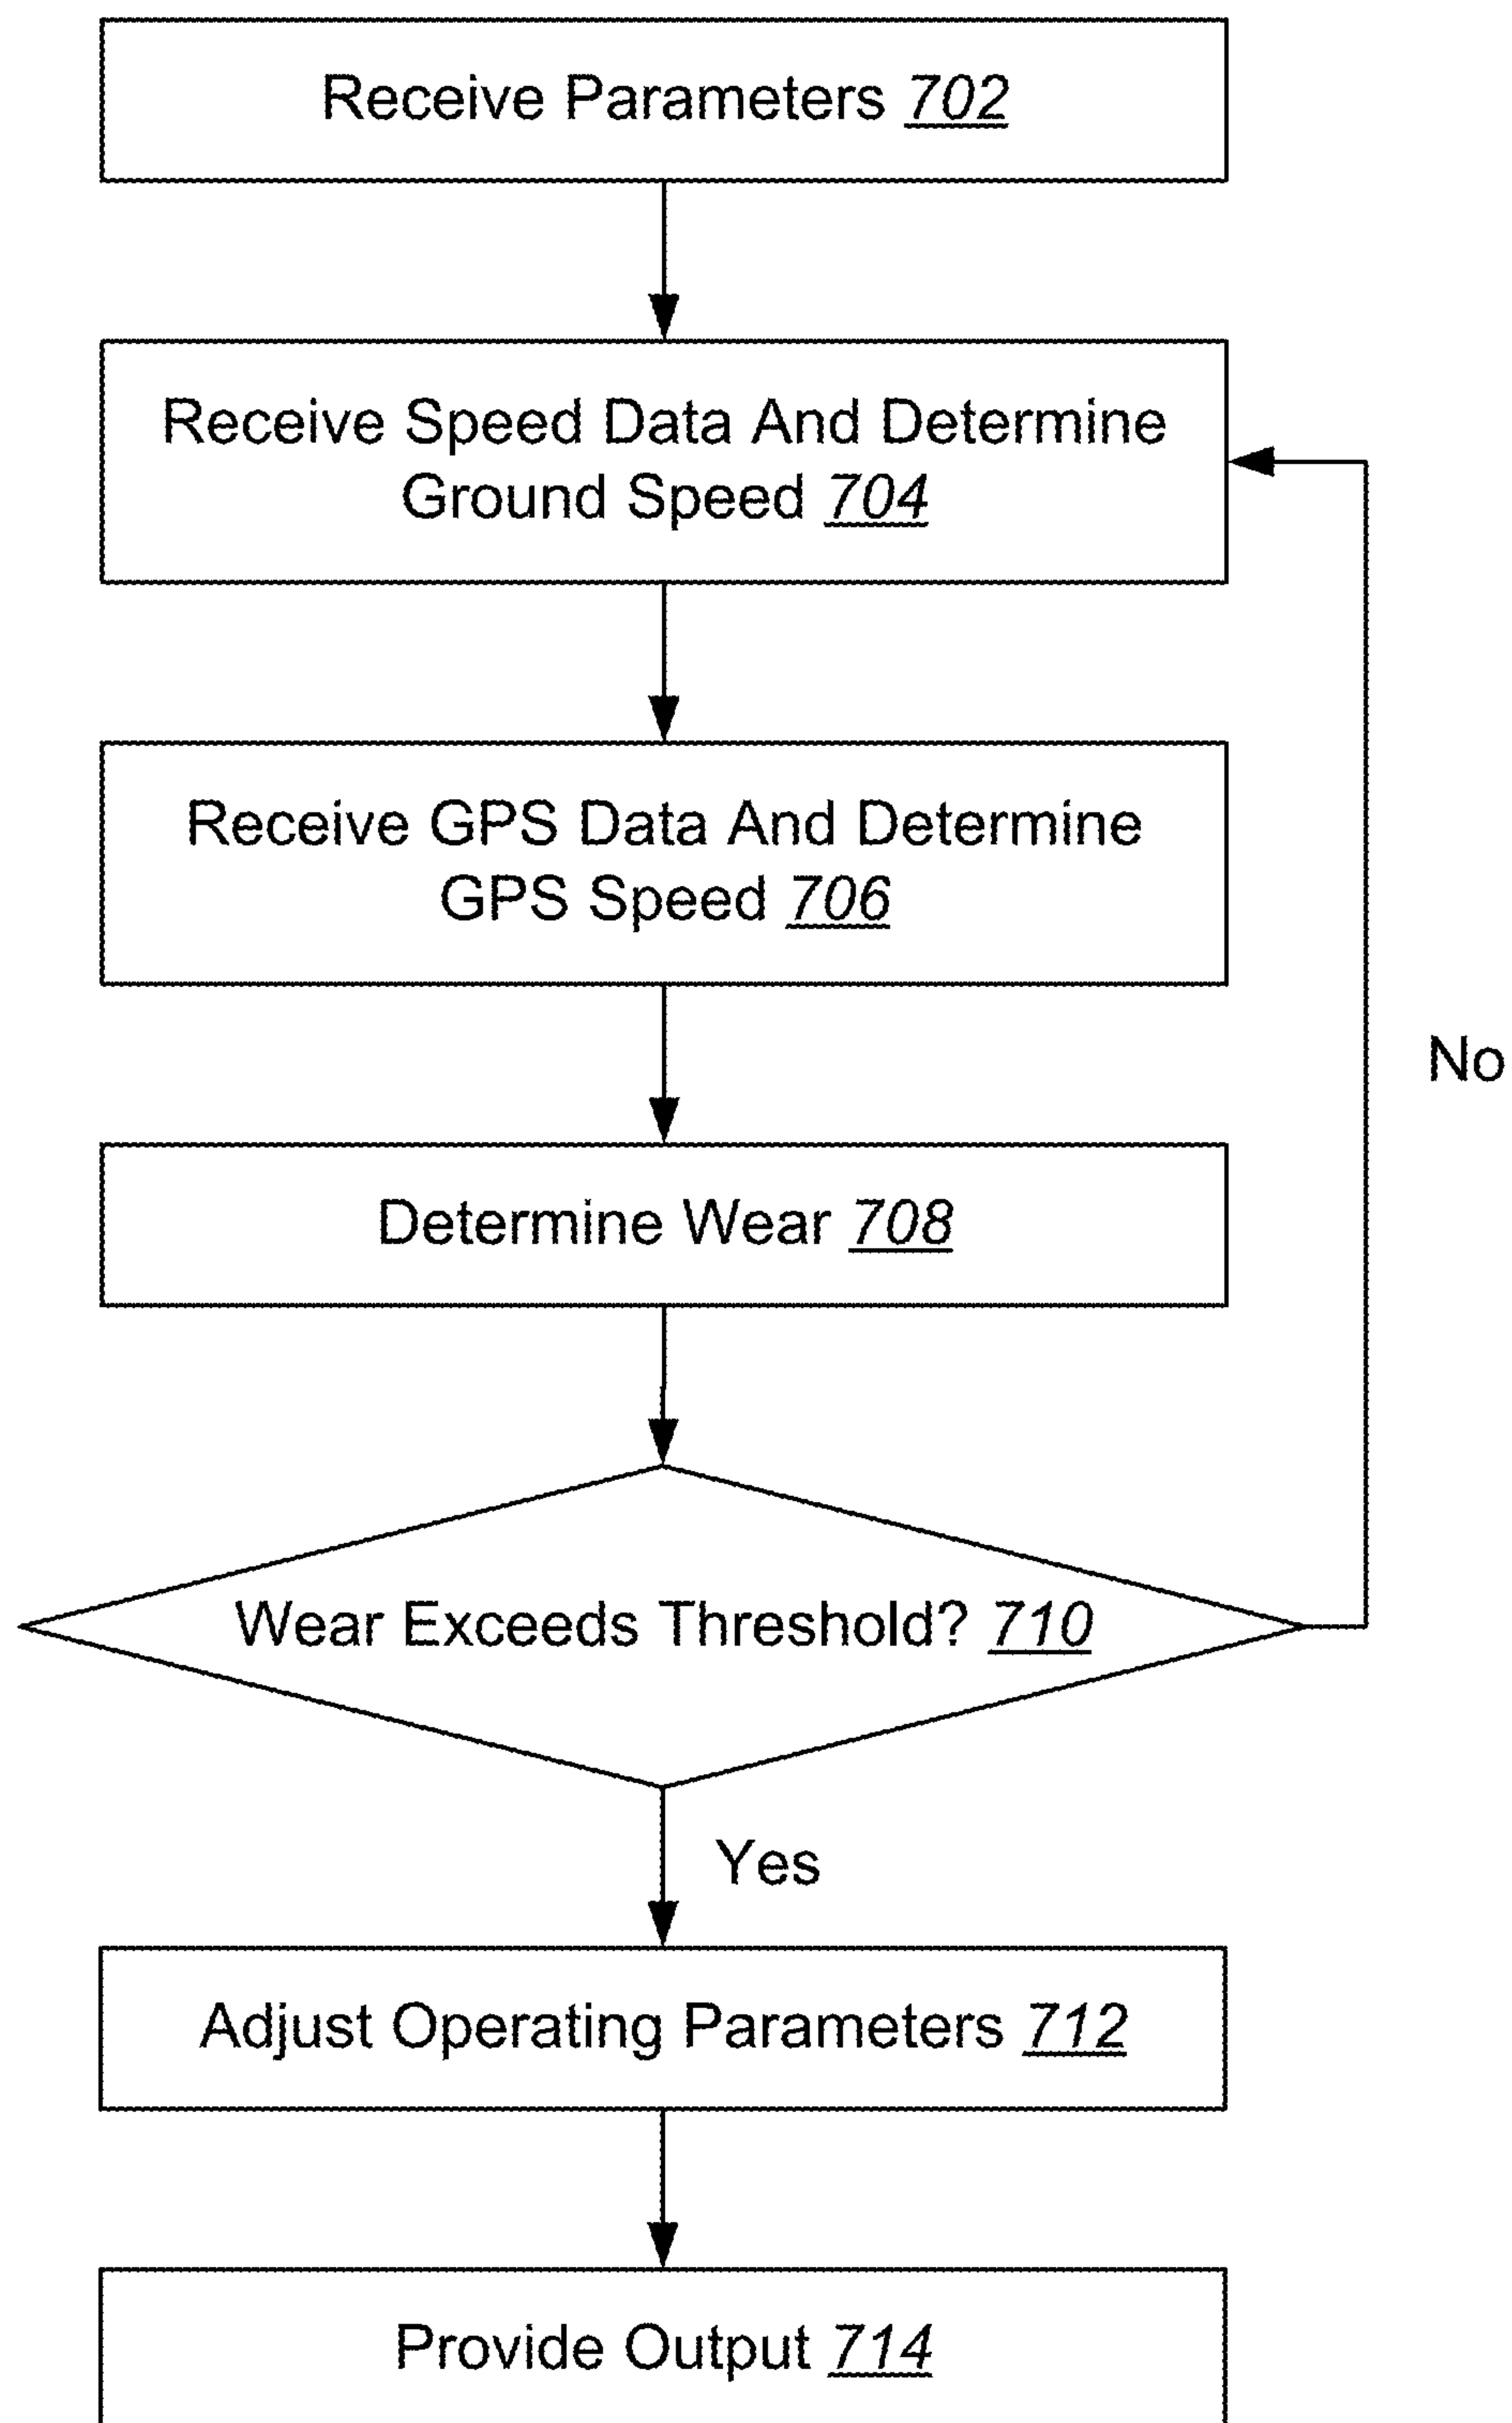 Receive Parameters 702
Receive Speed Data And Determine
Ground Speed 704
Receive GPS Data And Determine
GPS Speed 706
No
Determine Wear 708
Wear Exceeds Threshold? 710
Yes
Adjust Operating Parameters 712
Provide Output 714